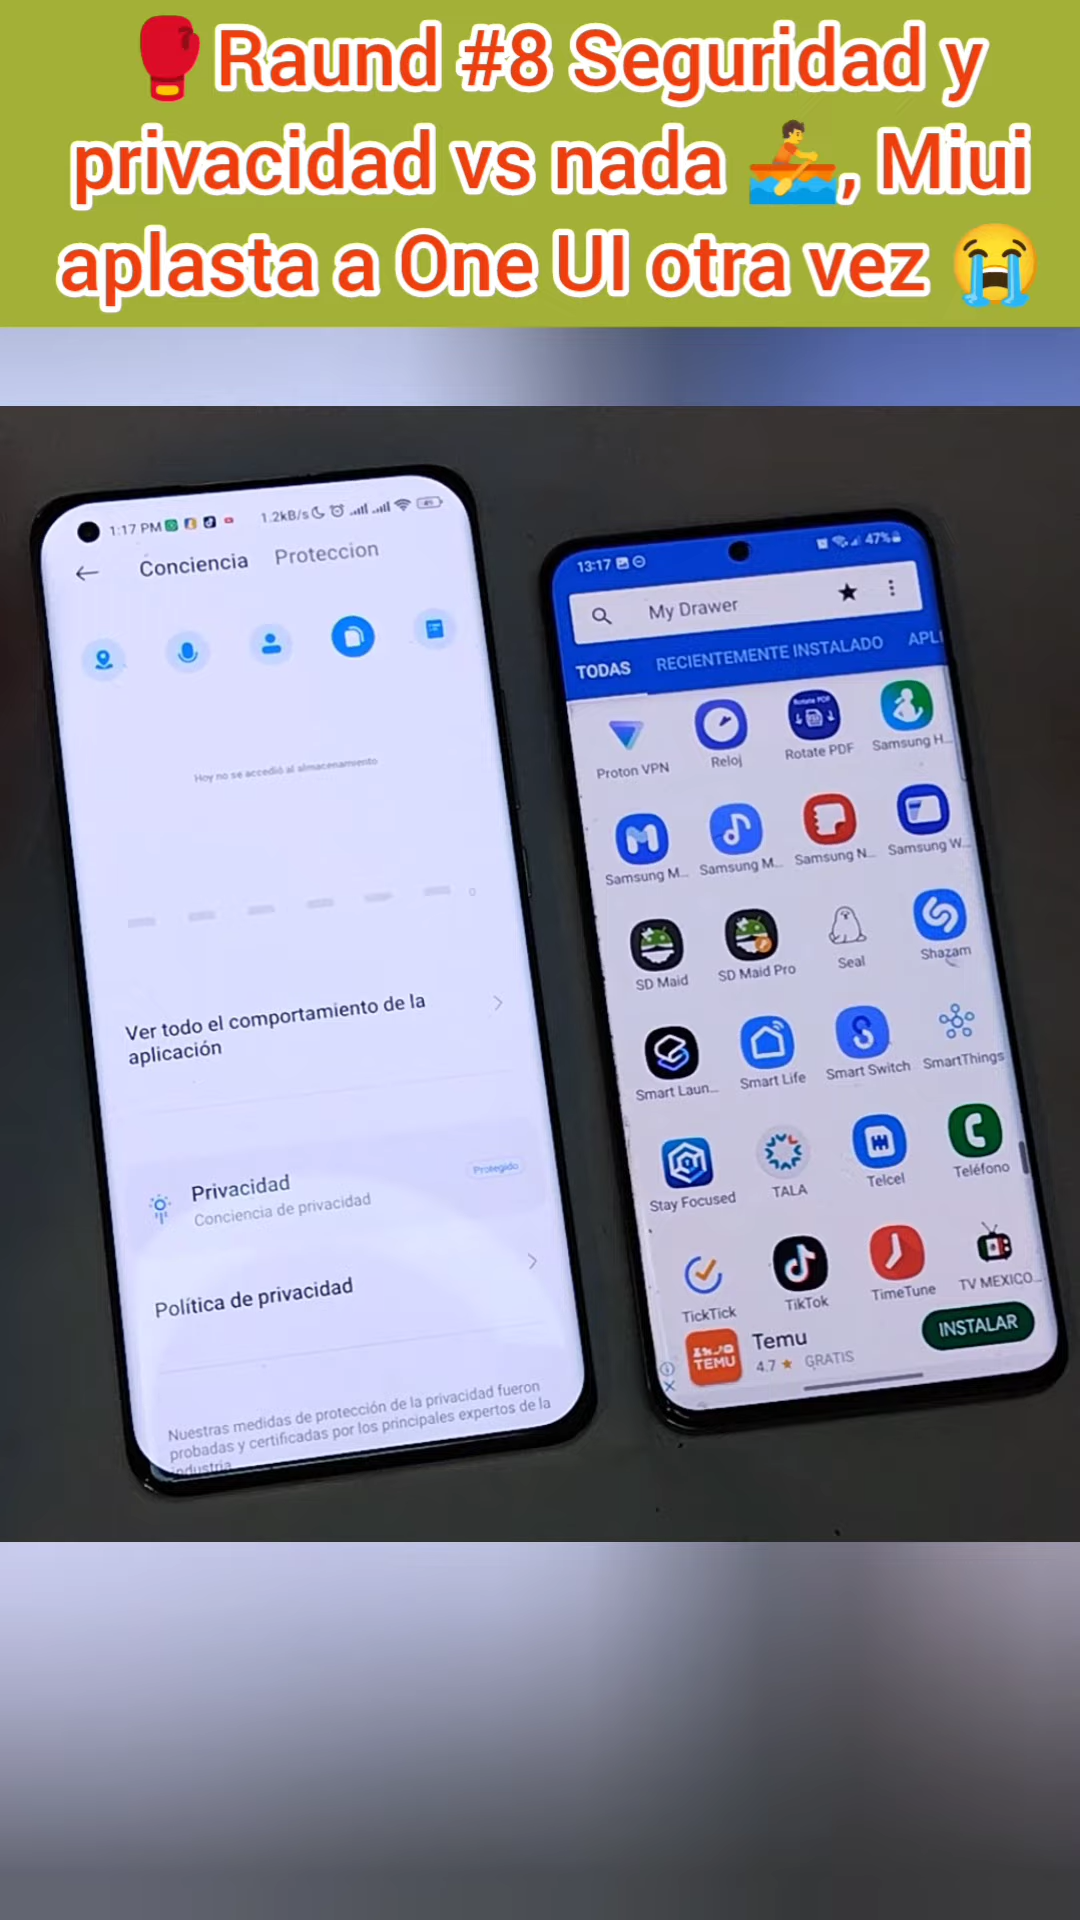 🥊Raund #8 Seguridad y
privacidad vs nada 🚣, Miui
aplasta a One UI otra vez 😭
1:17 PM
1.2kB/s
Conciencia Proteccion
Hoy no se accedió al almacenamiento
0
Ver todo el comportamiento de la
aplicación
Privacidad
Conciencia de privacidad
Protegido
Política de privacidad
Nuestras medidas de protección de la privacidad fueron
probadas y certificadas por los principales expertos de la
industria
13:17
47%
My Drawer
TODAS RECIENTEMENTE INSTALADO APLI
Proton VPN Reloj Rotate PDF Samsung H...
Samsung M... Samsung M... Samsung N... Samsung W...
SD Maid SD Maid Pro Seal Shazam
Smart Laun... Smart Life Smart Switch SmartThings
Stay Focused TALA Telcel Teléfono
TickTick TikTok TimeTune TV MEXICO...
TEMU
Temu
4.7 ★ GRATIS
INSTALAR